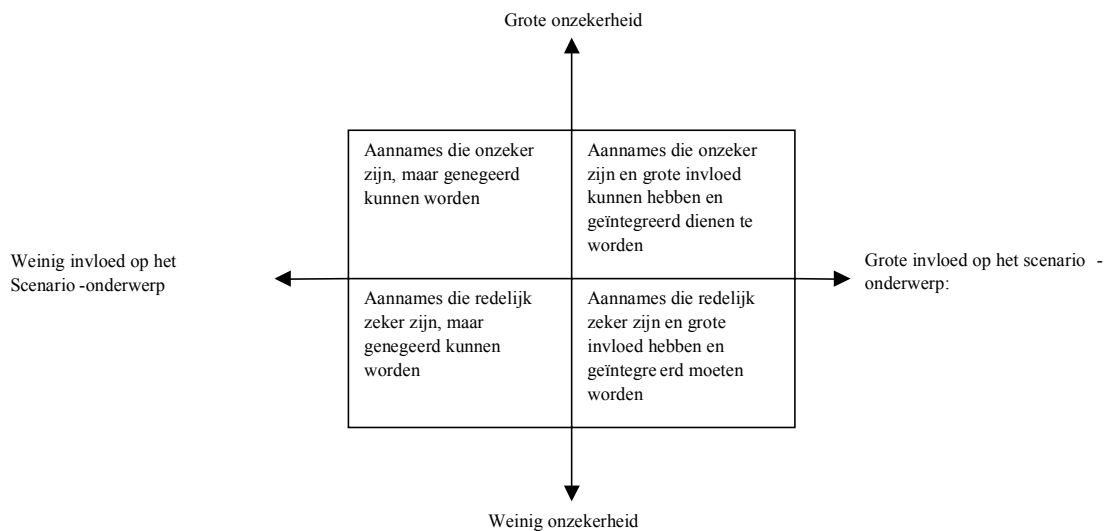 Grote onzekerheid
Aannames die onzeker
zijn, maar genegeerd
kunnen worden
Aannames die onzeker
zijn en grote invloed
kunnen hebben en
geïntegreerd dienen te
worden
Weinig invloed op het
Scenario -onderwerp
Grote invloed op het scenario -
onderwerp:
Aannames die redelijk
zeker zijn, maar
genegeerd kunnen
worden
Aannames die redelijk
zeker zijn en grote
invloed hebben en
geïntegre erd moeten
worden
Weinig onzekerheid